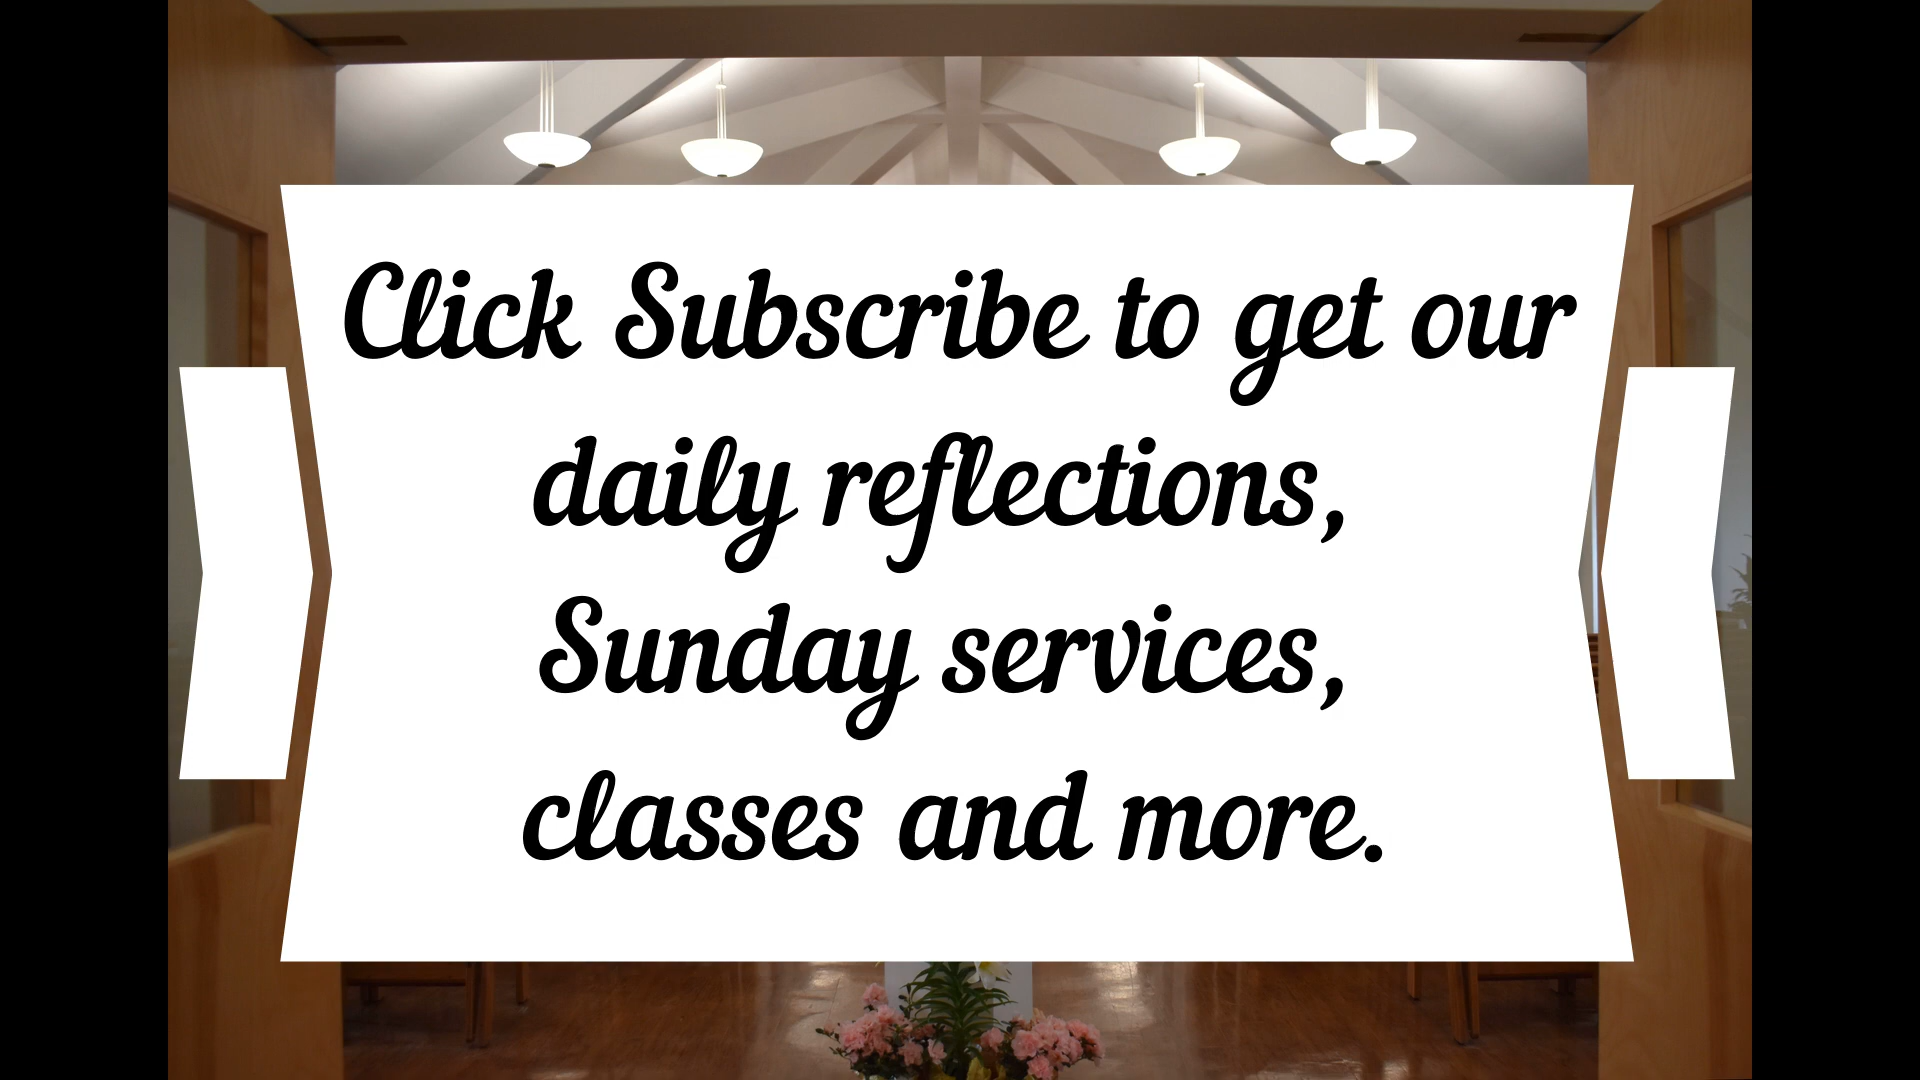 Click Subscribe to get our
daily reflections,
Sunday services,
classes and more.